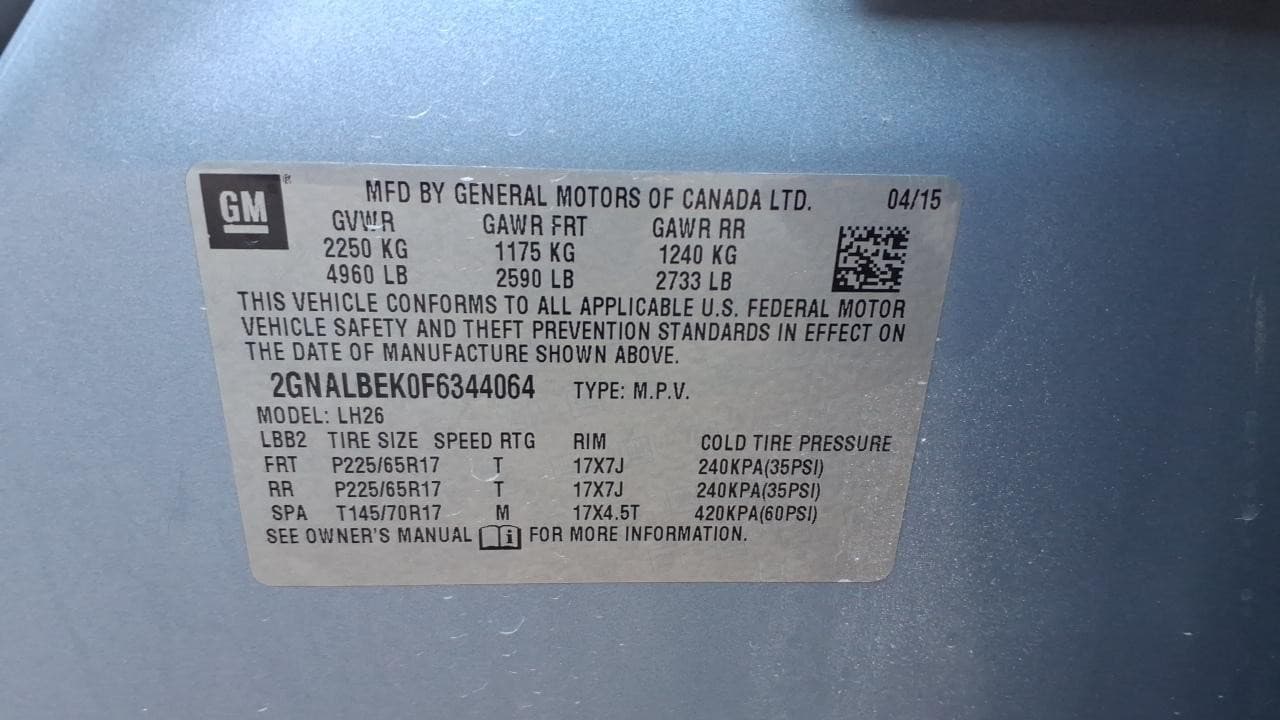 GM® MFD BY GENERAL MOTORS OF CANADA LTD. 04/15
GVWR GAWR FRT GAWR RR
2250 KG 1175 KG 1240 KG
4960 LB 2590 LB 2733 LB
THIS VEHICLE CONFORMS TO ALL APPLICABLE U.S. FEDERAL MOTOR
VEHICLE SAFETY AND THEFT PREVENTION STANDARDS IN EFFECT ON
THE DATE OF MANUFACTURE SHOWN ABOVE.
2GNALBEK0F6344064 TYPE: M.P.V.
MODEL: LH26
LBB2 TIRE SIZE SPEED RTG RIM COLD TIRE PRESSURE
FRT P225/65R17 T 17X7J 240KPA(35PSI)
RR P225/65R17 T 17X7J 240KPA(35PSI)
SPA T145/70R17 M 17X4.5T 420KPA(60PSI)
SEE OWNER'S MANUAL i FOR MORE INFORMATION.